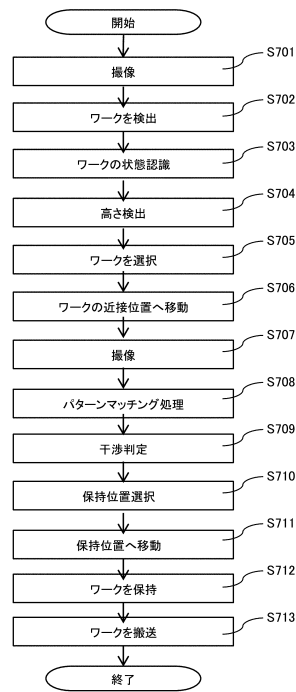 開始
撮像 S701
ワークを検出 S702
ワークの状態認識 S703
高さ検出 S704
ワークを選択 S705
ワークの近接位置へ移動 S706
撮像 S707
パターンマッチング処理 S708
干渉判定 S709
保持位置選択 S710
保持位置へ移動 S711
ワークを保持 S712
ワークを搬送 S713
終了